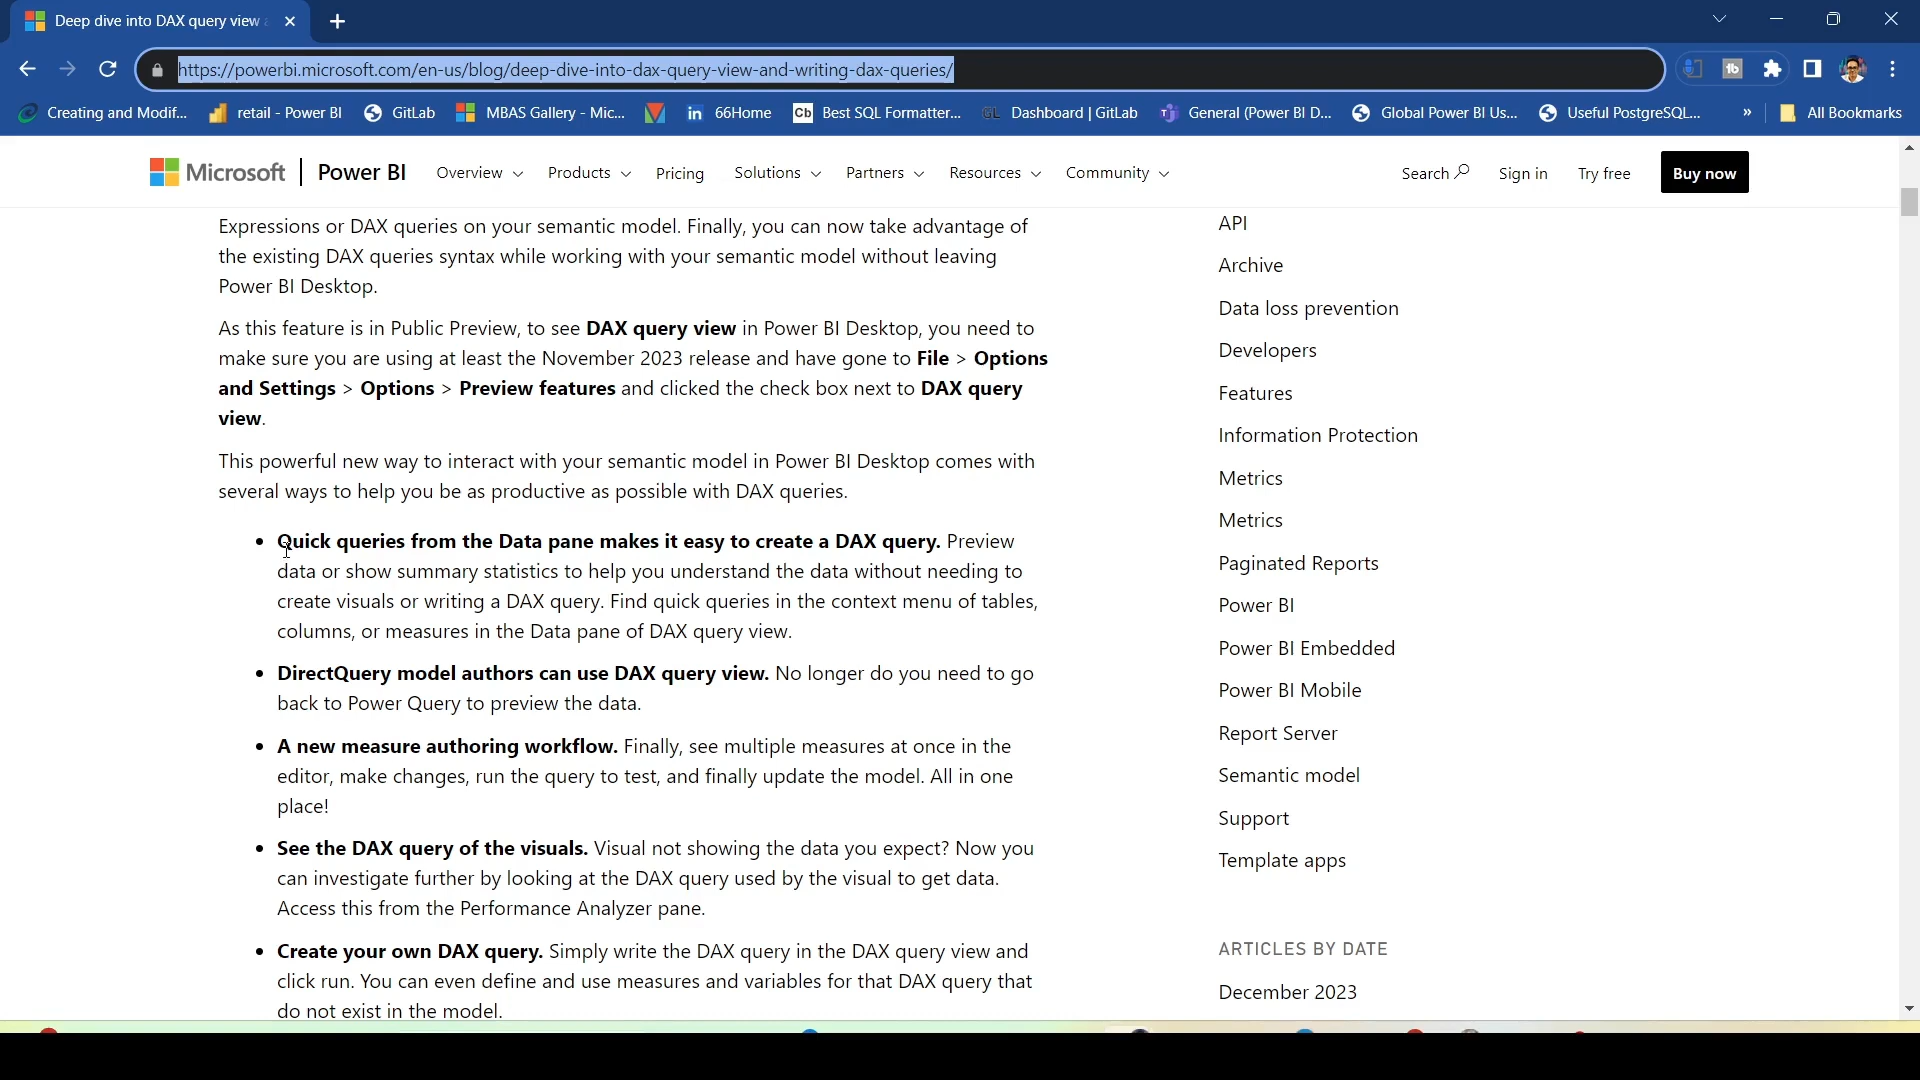 Deep dive into DAX query view
https://powerbi.microsoft.com/en-us/blog/deep-dive-into-dax-query-view-and-writing-dax-queries/
Creating and Modif...
retail - Power BI
GitLab
MBAS Gallery - Mic...
66Home
Cb
Best SQL Formatter...
GL
Dashboard | GitLab
General (Power BI D...
Global Power BI Us...
Useful PostgreSQL...
»
All Bookmarks
Microsoft
Power BI
Overview
Products
Pricing
Solutions
Partners
Resources
Community
Search
Sign in
Try free
Buy now
Expressions or DAX queries on your semantic model. Finally, you can now take advantage of
the existing DAX queries syntax while working with your semantic model without leaving
Power BI Desktop.
As this feature is in Public Preview, to see DAX query view in Power BI Desktop, you need to
make sure you are using at least the November 2023 release and have gone to File > Options
and Settings > Options > Preview features and clicked the check box next to DAX query
view.
This powerful new way to interact with your semantic model in Power BI Desktop comes with
several ways to help you be as productive as possible with DAX queries.
• Quick queries from the Data pane makes it easy to create a DAX query. Preview
data or show summary statistics to help you understand the data without needing to
create visuals or writing a DAX query. Find quick queries in the context menu of tables,
columns, or measures in the Data pane of DAX query view.
• DirectQuery model authors can use DAX query view. No longer do you need to go
back to Power Query to preview the data.
• A new measure authoring workflow. Finally, see multiple measures at once in the
editor, make changes, run the query to test, and finally update the model. All in one
place!
• See the DAX query of the visuals. Visual not showing the data you expect? Now you
can investigate further by looking at the DAX query used by the visual to get data.
Access this from the Performance Analyzer pane.
• Create your own DAX query. Simply write the DAX query in the DAX query view and
click run. You can even define and use measures and variables for that DAX query that
do not exist in the model.
API
Archive
Data loss prevention
Developers
Features
Information Protection
Metrics
Metrics
Paginated Reports
Power BI
Power BI Embedded
Power BI Mobile
Report Server
Semantic model
Support
Template apps
ARTICLES BY DATE
December 2023